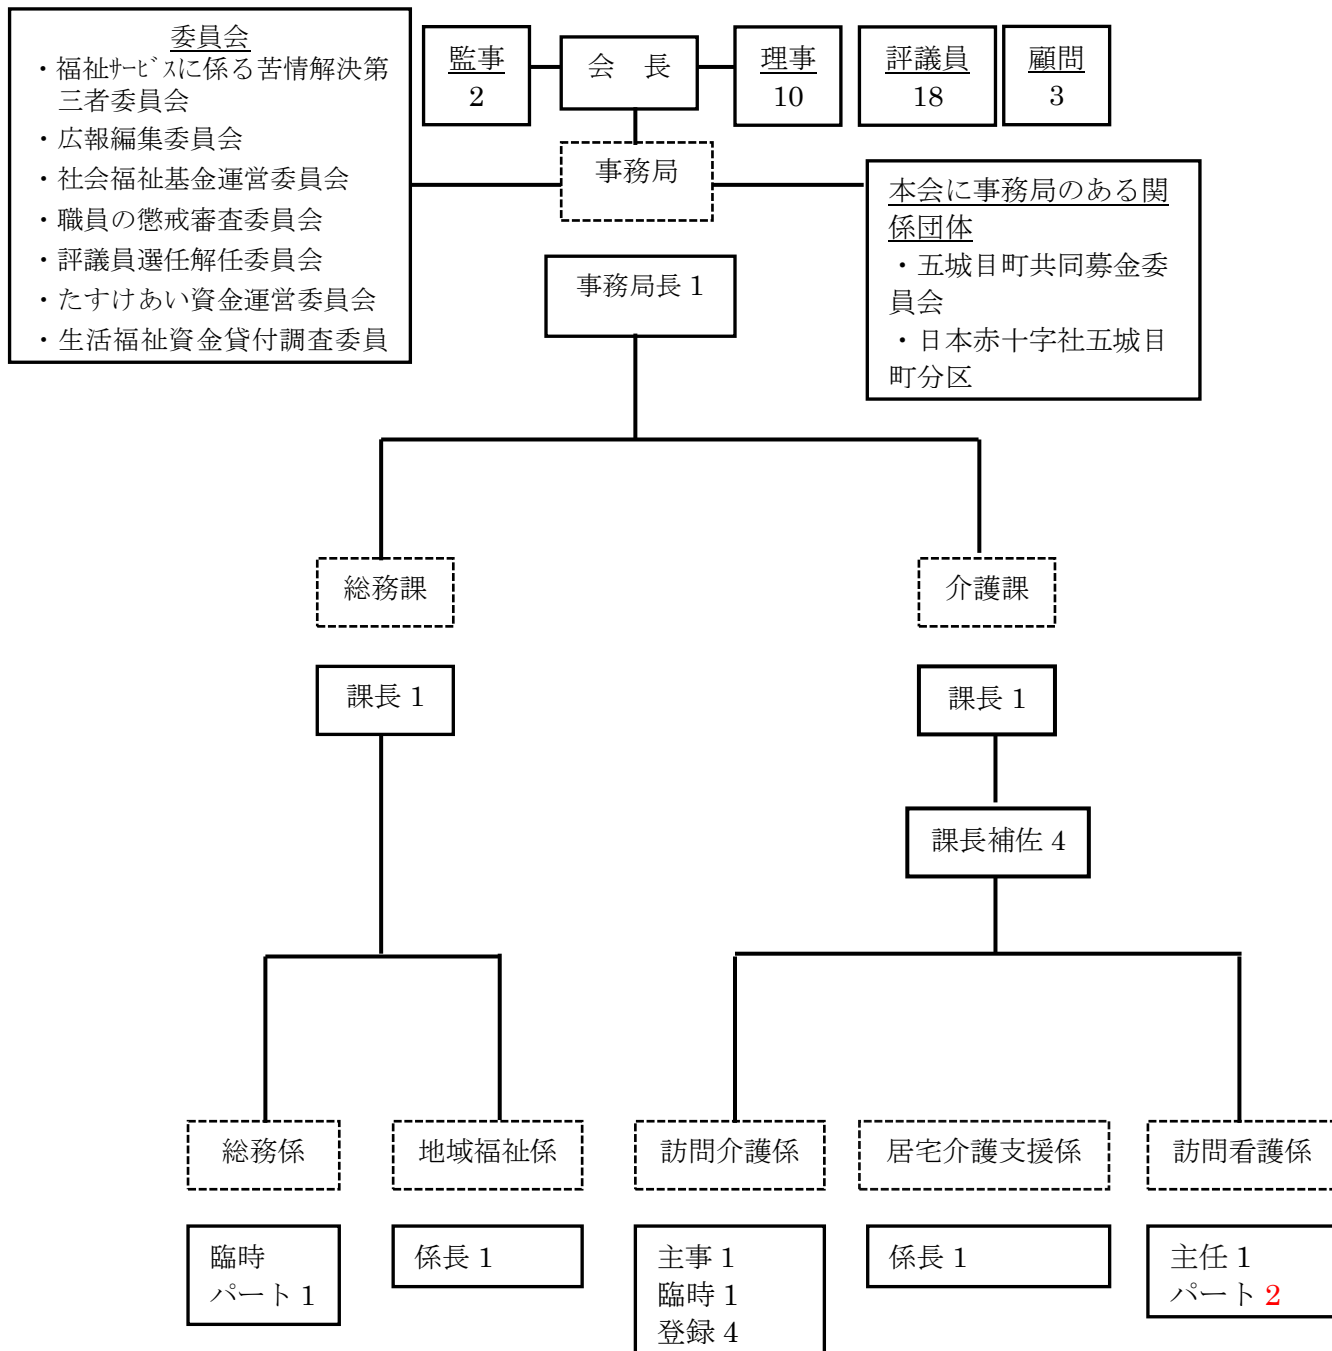 委員会
・福祉ｻｰﾋﾞｽに係る苦情解決第
三者委員会
・広報編集委員会
・社会福祉基金運営委員会
・職員の懲戒審査委員会
・評議員選任解任委員会
・たすけあい資金運営委員会
・生活福祉資金貸付調査委員
監事
2
会　長
理事
10
評議員
18
顧問
3
事務局
本会に事務局のある関
係団体
・五城目町共同募金委
員会
・日本赤十字社五城目
町分区
事務局長 1
総務課
介護課
課長 1
課長 1
課長補佐 4
総務係
地域福祉係
訪問介護係
居宅介護支援係
訪問看護係
臨時
パート 1
係長 1
主事 1
臨時 1
登録 4
係長 1
主任 1
パート 2